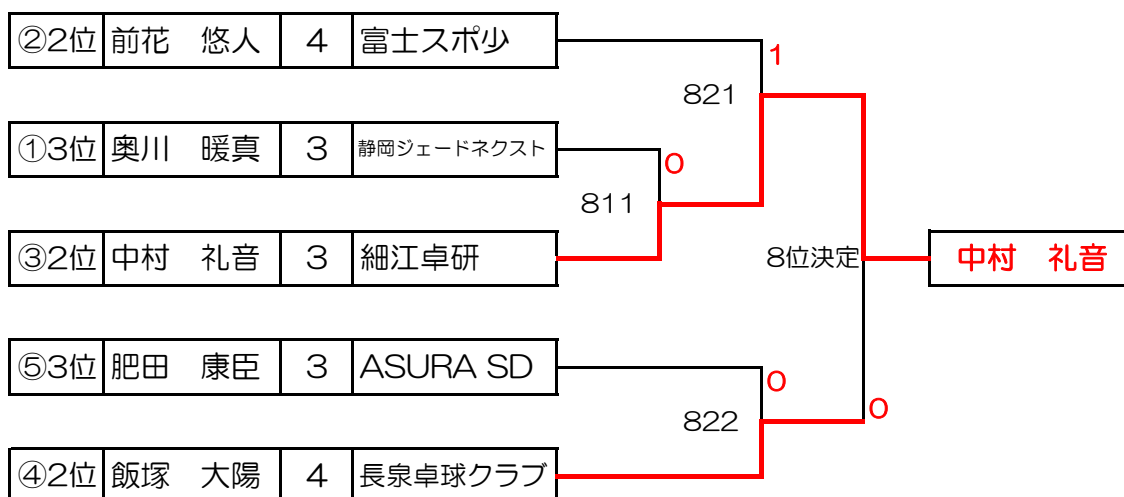 ②2位 前花 悠人 4 富士スポ少
1
821
①3位 奥川 暖真 3 静岡ジェードネクスト
0
811
③2位 中村 礼音 3 細江卓研
8位決定
中村 礼音
⑤3位 肥田 康臣 3 ASURA SD
0
822
0
④2位 飯塚 大陽 4 長泉卓球クラブ